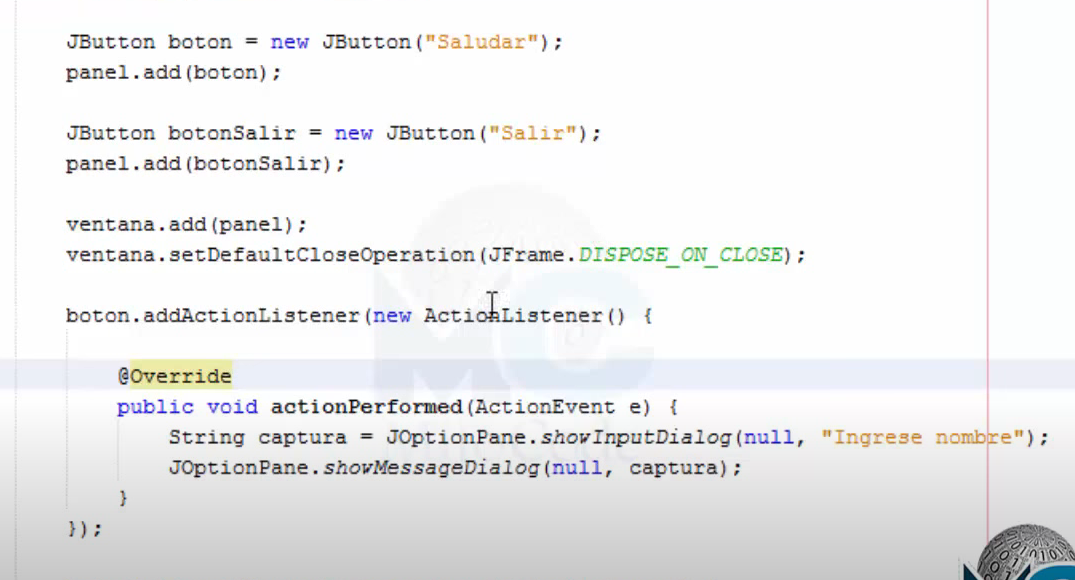 JButton boton = new JButton("Saludar");
panel.add(boton);
JButton botonSalir = new JButton("Salir");
panel.add(botonSalir);
ventana.add(panel);
ventana.setDefaultCloseOperation(JFrame.DISPOSE_ON_CLOSE);
boton.addActionListener(new ActionListener() {
@Override
public void actionPerformed(ActionEvent e) {
String captura = JOptionPane.showInputDialog(null, "Ingrese nombre");
JOptionPane.showMessageDialog(null, captura);
}
});